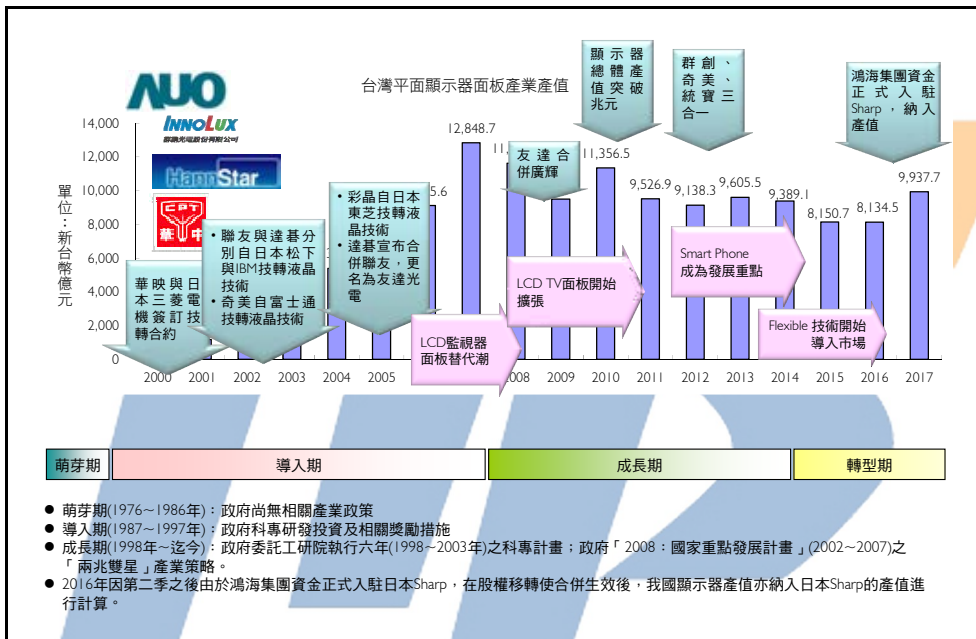 台灣平面顯示器面板產業產值
AUO
INNOLUX
群創光電股份有限公司
HannStar
CPT
華中
單位：新台幣億元
14,000
12,000
10,000
8,000
6,000
4,000
2,000
0
12,848.7
11,356.5
9,526.9
9,138.3
9,605.5
9,389.1
8,150.7
8,134.5
9,937.7
2000 2001 2002 2003 2004 2005 2008 2009 2010 2011 2012 2013 2014 2015 2016 2017
華映與日
本三菱電
機簽訂技
轉合約
• 聯友與達碁分
別自日本松下
與IBM技轉液晶
技術
• 奇美自富士通
技轉液晶技術
• 彩晶自日本
東芝技轉液
晶技術
• 達碁宣布合
併聯友，更
名為友達光
電
友達合
併廣輝
顯示器
總體產
值突破
兆元
群創、
奇美、
統寶三
合一
鴻海集團資金
正式入駐
Sharp，納入
產值
LCD監視器
面板替代潮
LCD TV面板開始
擴張
Smart Phone
成為發展重點
Flexible 技術開始
導入市場
萌芽期 導入期 成長期 轉型期
● 萌芽期(1976~1986年)：政府尚無相關產業政策
● 導入期(1987~1997年)：政府科專研發投資及相關獎勵措施
● 成長期(1998年~迄今)：政府委託工研院執行六年(1998~2003年)之科專計畫；政府「2008：國家重點發展計畫」(2002~2007)之
「兩兆雙星」產業策略。
● 2016年因第二季之後由於鴻海集團資金正式入駐日本Sharp，在股權移轉使合併生效後，我國顯示器產值亦納入日本Sharp的產值進
行計算。